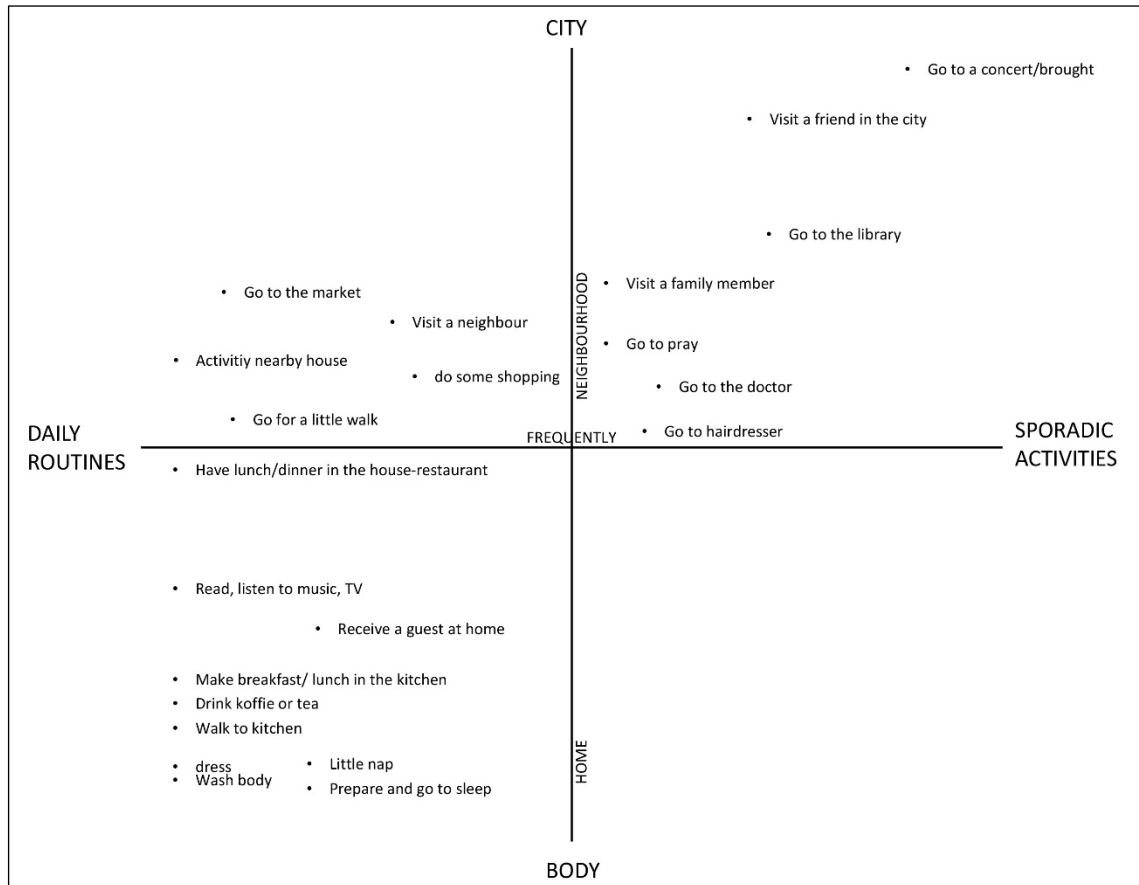 CITY
Go to a concert/brought
Visit a friend in the city
Go to the library
Visit a family member
Go to the market
NEIGHBOURHOOD
Visit a neighbour
Go to pray
Activitiy nearby house
do some shopping
Go to the doctor
Go for a little walk
Go to hairdresser
DAILY
ROUTINES
FREQUENTLY
SPORADIC
ACTIVITIES
Have lunch/dinner in the house-restaurant
Read, listen to music, TV
Receive a guest at home
Make breakfast/ lunch in the kitchen
Drink koffie or tea
Walk to kitchen
HOME
dress
Little nap
Wash body
Prepare and go to sleep
BODY